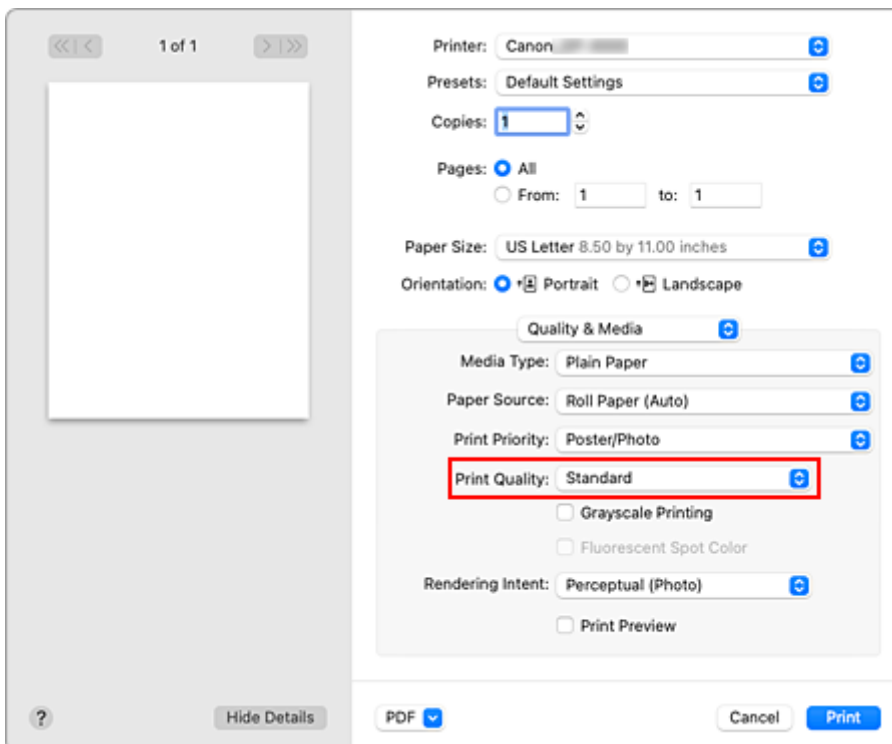 1 of 1
Printer: Canon
Presets: Default Settings
Copies: 1
Pages: All
From: 1 to: 1
Paper Size: US Letter 8.50 by 11.00 inches
Orientation: Portrait Landscape
Quality & Media
Media Type: Plain Paper
Paper Source: Roll Paper (Auto)
Print Priority: Poster/Photo
Print Quality: Standard
Grayscale Printing
Fluorescent Spot Color
Rendering Intent: Perceptual (Photo)
Print Preview
? Hide Details PDF Cancel Print